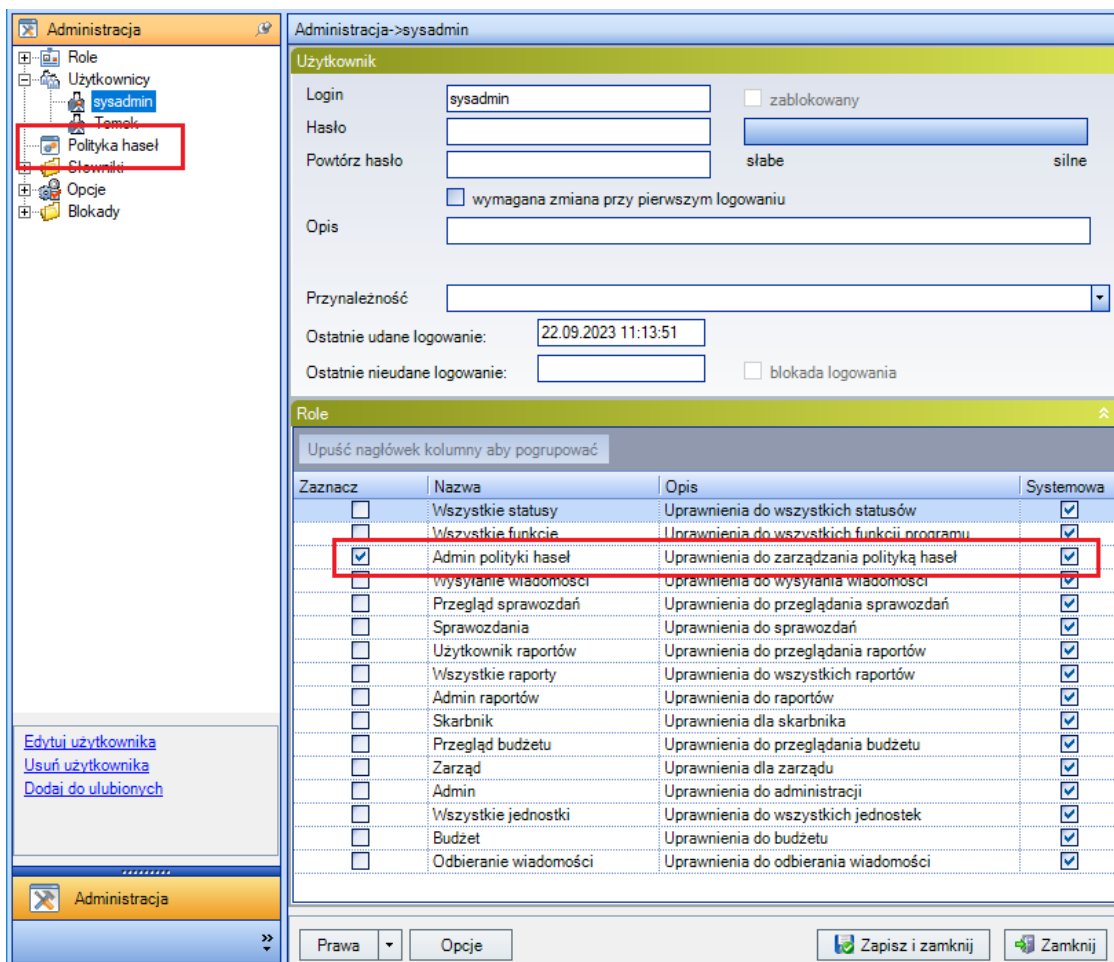 Administracja
Role
Użytkownicy
sysadmin
Tomek
Polityka haseł
Słowniki
Opcje
Blokady
Edytuj użytkownika
Usuń użytkownika
Dodaj do ulubionych
Administracja
Administracja->sysadmin
Użytkownik
Login sysadmin zablokowany
Hasło
Powtórz hasło słabe silne
wymagana zmiana przy pierwszym logowaniu
Opis
Przynależność
Ostatnie udane logowanie: 22.09.2023 11:13:51
Ostatnie nieudane logowanie: blokada logowania
Role
Upuść nagłówek kolumny aby pogrupować
Zaznacz Nazwa Opis Systemowa
Wszystkie statusy Uprawnienia do wszystkich statusów
Wszystkie funkcje Uprawnienia do wszystkich funkcji programu
Admin polityki haseł Uprawnienia do zarządzania polityką haseł
Wysyłanie wiadomości Uprawnienia do wysyłania wiadomości
Przegląd sprawozdań Uprawnienia do przeglądania sprawozdań
Sprawozdania Uprawnienia do sprawozdań
Użytkownik raportów Uprawnienia do przeglądania raportów
Wszystkie raporty Uprawnienia do wszystkich raportów
Admin raportów Uprawnienia do raportów
Skarbnik Uprawnienia dla skarbnika
Przegląd budżetu Uprawnienia do przeglądania budżetu
Zarząd Uprawnienia dla zarządu
Admin Uprawnienia do administracji
Wszystkie jednostki Uprawnienia do wszystkich jednostek
Budżet Uprawnienia do budżetu
Odbieranie wiadomości Uprawnienia do odbierania wiadomości
Prawa Opcje Zapisz i zamknij Zamknij